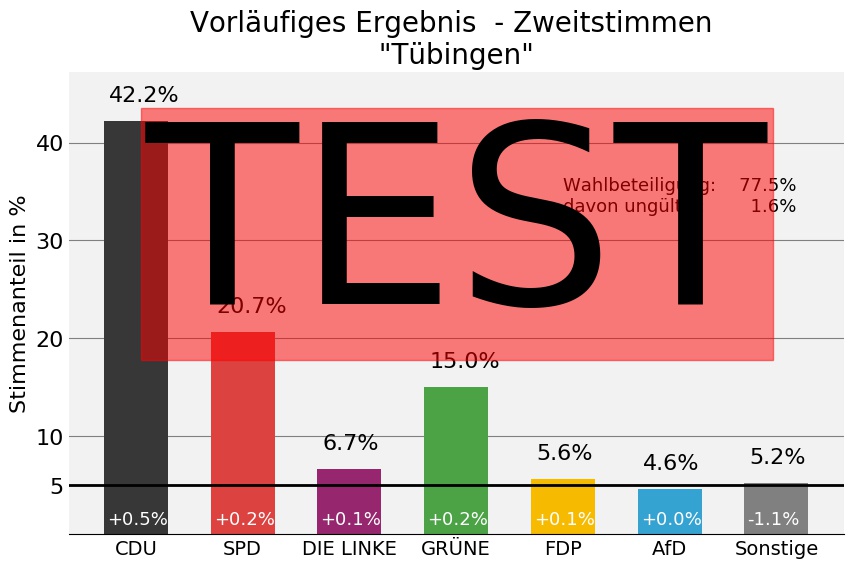 Vorläufiges Ergebnis - Zweitstimmen
"Tübingen"
Stimmenanteil in %
40
30
20
10
5
TEST
Wahlbeteiligung: 77.5%
davon ungült 1.6%
42.2%
20.7%
6.7%
15.0%
5.6%
4.6%
5.2%
+0.5%
+0.2%
+0.1%
+0.2%
+0.1%
+0.0%
-1.1%
CDU
SPD
DIE LINKE
GRÜNE
FDP
AfD
Sonstige